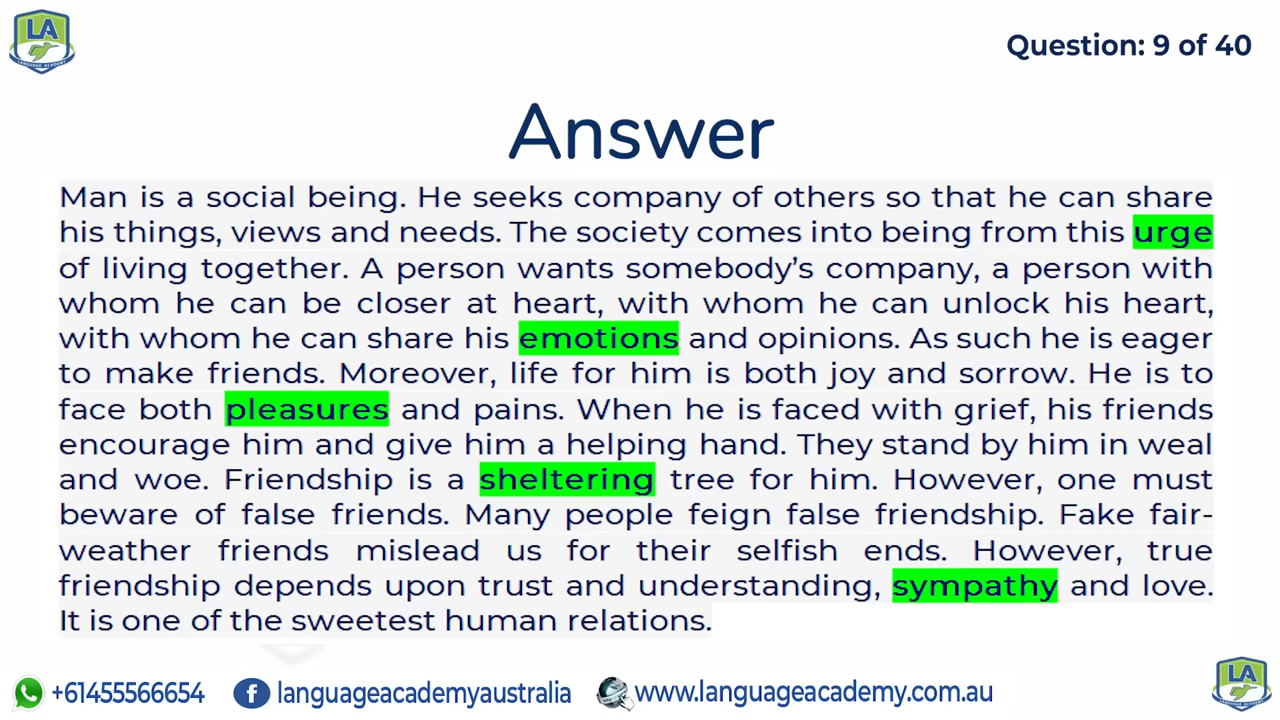 LA
LANGUAGE ACADEMY
Question: 9 of 40
Answer
Man is a social being. He seeks company of others so that he can share
his things, views and needs. The society comes into being from this urge
of living together. A person wants somebody’s company, a person with
whom he can be closer at heart, with whom he can unlock his heart,
with whom he can share his emotions and opinions. As such he is eager
to make friends. Moreover, life for him is both joy and sorrow. He is to
face both pleasures and pains. When he is faced with grief, his friends
encourage him and give him a helping hand. They stand by him in weal
and woe. Friendship is a sheltering tree for him. However, one must
beware of false friends. Many people feign false friendship. Fake fair-
weather friends mislead us for their selfish ends. However, true
friendship depends upon trust and understanding, sympathy and love.
It is one of the sweetest human relations.
+61455566654
languageacademyaustralia
www.languageacademy.com.au
LA
LANGUAGE ACADEMY